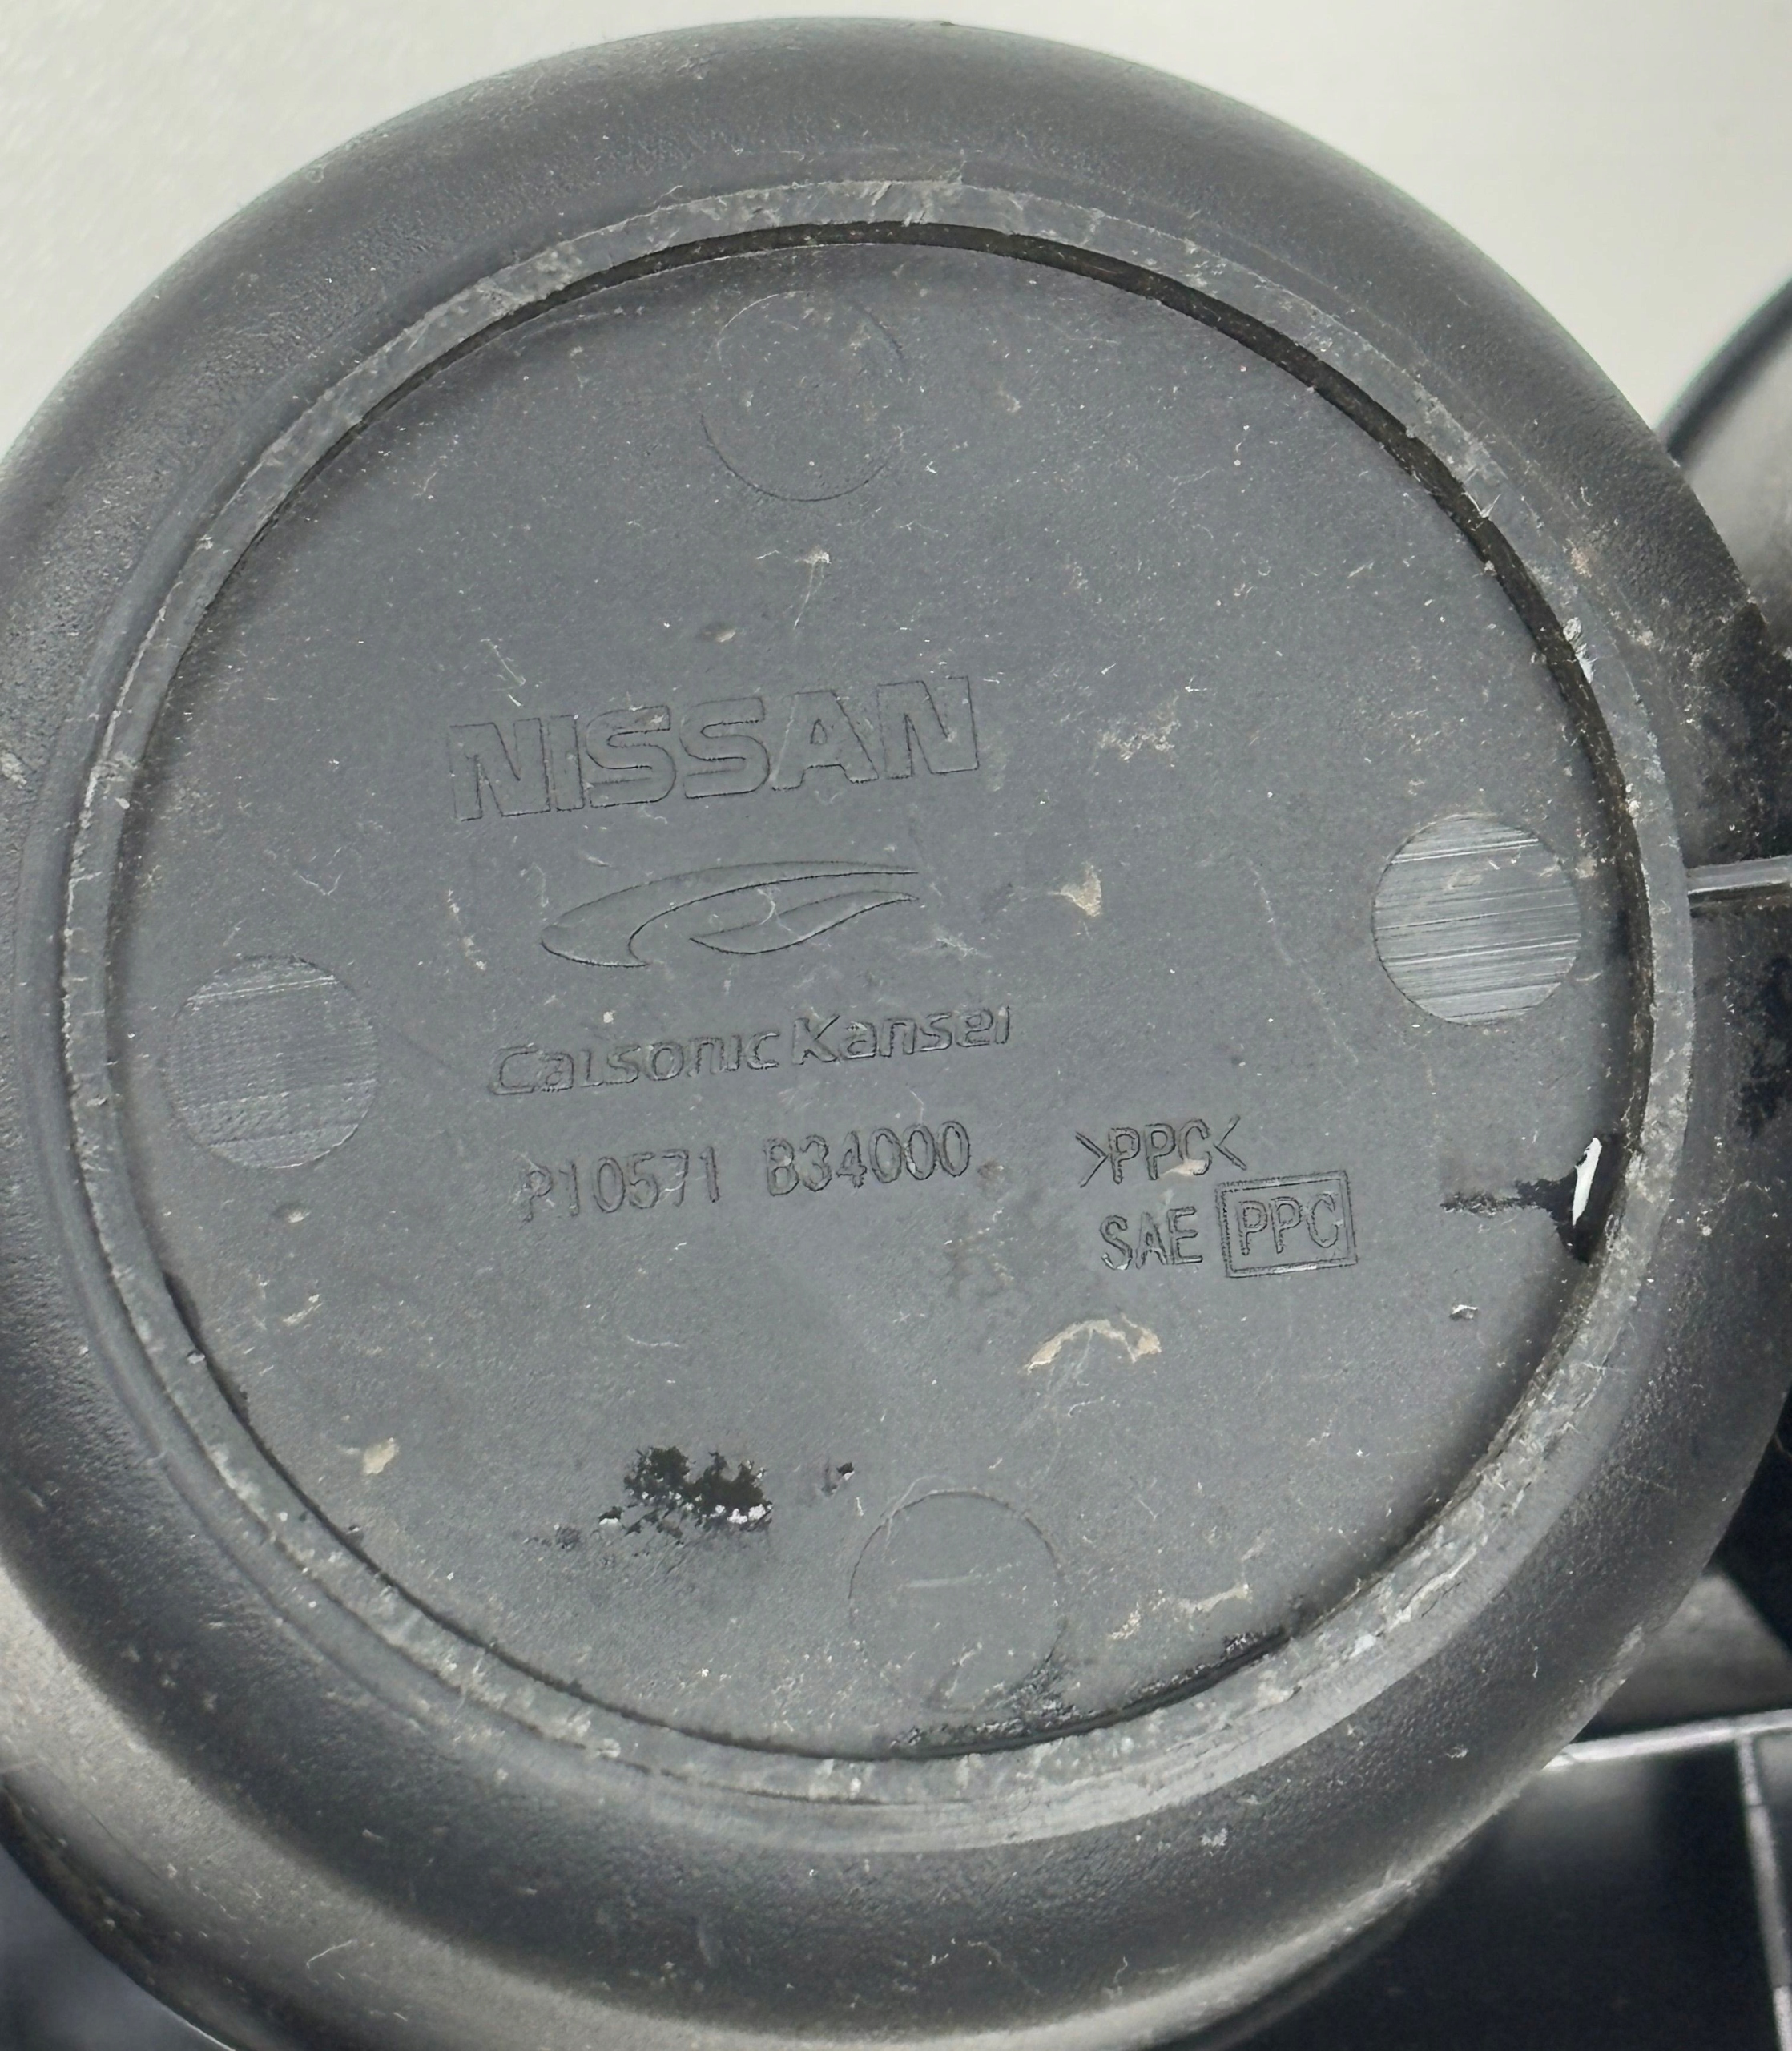 NISSAN
CalsonicKansei
P10571 B34000
>PPC<
SAE PPC